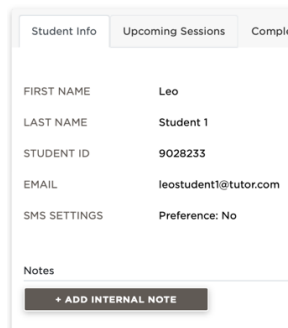 Student Info Upcoming Sessions
FIRST NAME Leo
LAST NAME Student 1
STUDENT ID 9028233
EMAIL leostudent1@tutor.com
SMS SETTINGS Preference: No
Notes
+ ADD INTERNAL NOTE